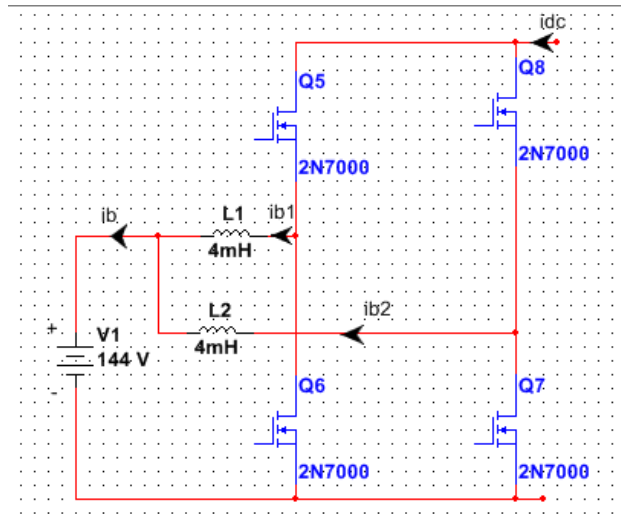 idc
Q5
Q8
2N7000
2N7000
ib
L1
ib1
4mH
L2
ib2
4mH
+
V1
144 V
-
Q6
Q7
2N7000
2N7000